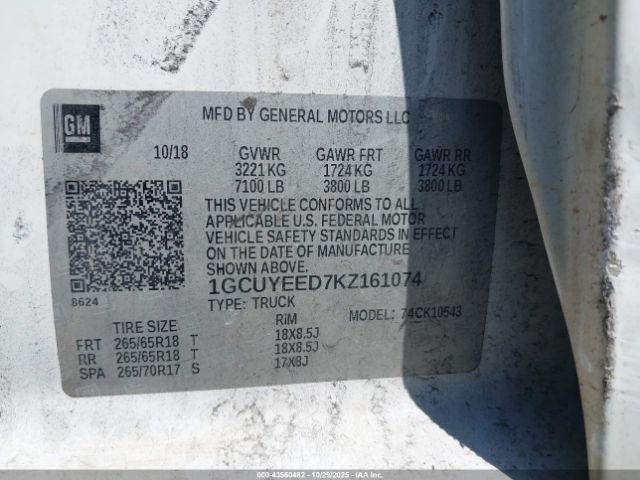 GM
MFD BY GENERAL MOTORS LLC
10/18 GVWR GAWR FRT GAWR RR
3221 KG 1724 KG 1724 KG
7100 LB 3800 LB 3800 LB
THIS VEHICLE CONFORMS TO ALL
APPLICABLE U.S. FEDERAL MOTOR
VEHICLE SAFETY STANDARDS IN EFFECT
ON THE DATE OF MANUFACTURE
SHOWN ABOVE.
8624
1GCUYEED7KZ161074
TYPE: TRUCK MODEL: 74CK10543
TIRE SIZE RiM
FRT 265/65R18 T 18X8.5J
RR 265/65R18 T 18X8.5J
SPA 265/70R17 S 17X8J
000-43560482 - 10/29/2025 - IAAI.COM